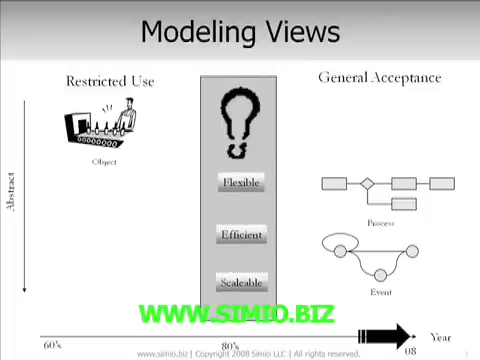 Modeling Views
Restricted Use
General Acceptance
Object
Abstract
Flexible
Efficient
Scaleable
Process
Event
WWW.SIMIO.BIZ
60's
80's
08
Year
www.simio.biz | Copyright 2008 Simio LLC | All rights reserved.